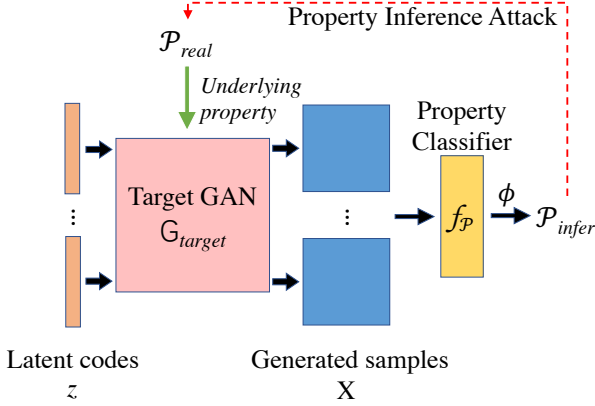 Property Inference Attack
𝒫real
Underlying
property
Property
Classifier
Target GAN
Gtarget
...
...
f𝒫
ϕ
𝒫infer
Latent codes
z
Generated samples
X